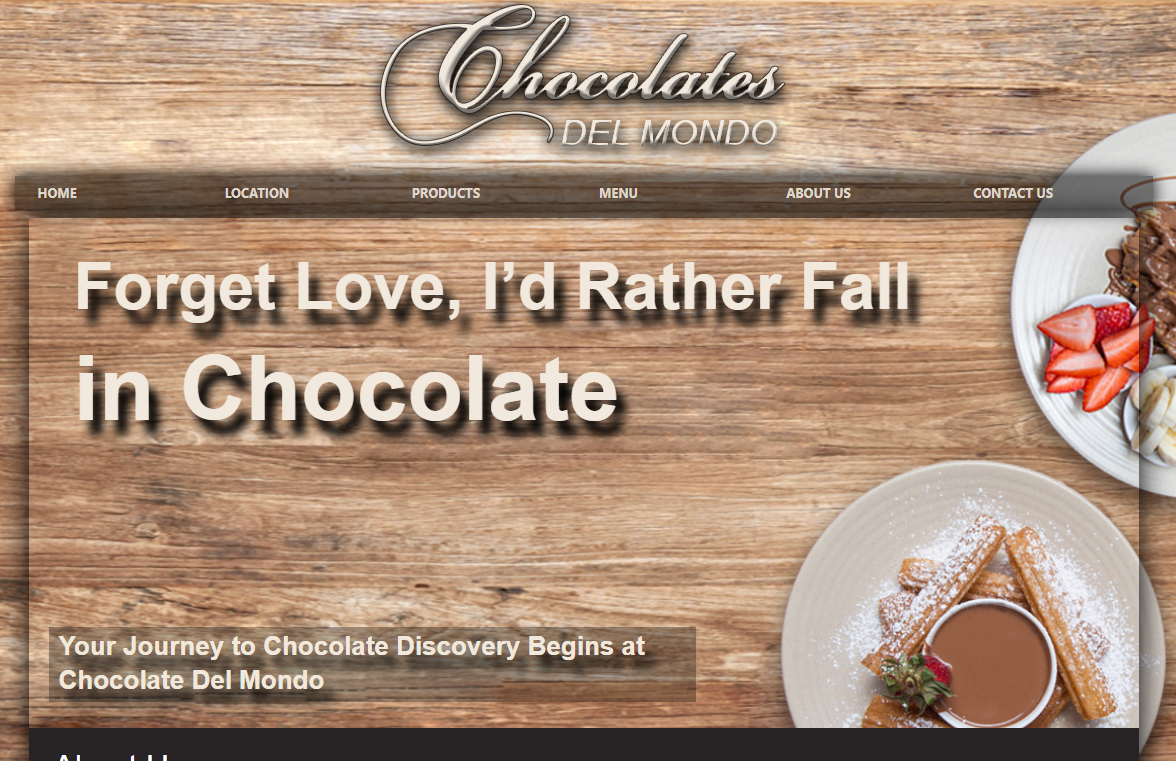 Chocolates
DEL MONDO
HOME LOCATION PRODUCTS MENU ABOUT US CONTACT US
Forget Love, I’d Rather Fall
in Chocolate
Your Journey to Chocolate Discovery Begins at
Chocolate Del Mondo